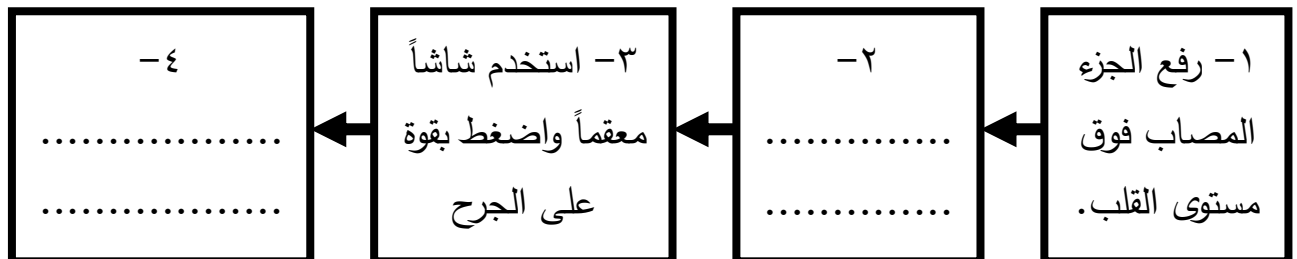 ١- رفع الجزء
المصاب فوق
مستوى القلب.
٢-
..............
..............
٣- استخدم شاشاً
معقماً واضغط بقوة
على الجرح
٤-
..................
..................